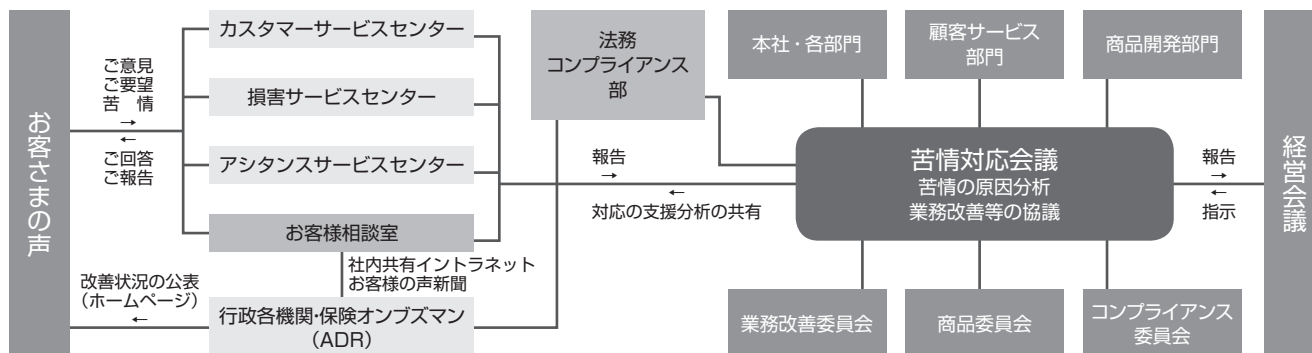 お客さまの声
ご意見
ご要望
苦　情
→
←
ご回答
ご報告
改善状況の公表
（ホームページ）
←
カスタマーサービスセンター
損害サービスセンター
アシタンスサービスセンター
お客様相談室
社内共有イントラネット
お客様の声新聞
行政各機関・保険オンブズマン
（ADR）
法務
コンプライアンス
部
報告
→
←
対応の支援分析の共有
本社・各部門
顧客サービス
部門
商品開発部門
苦情対応会議
苦情の原因分析
業務改善等の協議
業務改善委員会
商品委員会
コンプライアンス
委員会
報告
→
←
指示
経営会議